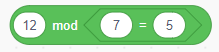 12 mod 7 = 5